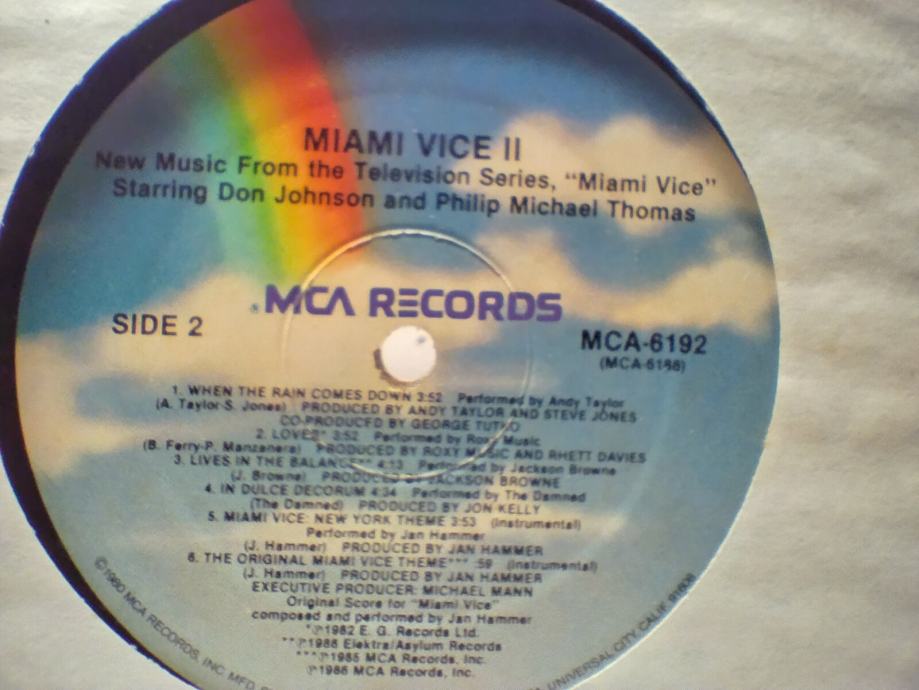 MIAMI VICE II
New Music From the Television Series, "Miami Vice"
Starring Don Johnson and Philip Michael Thomas
MCA RECORDS
SIDE 2
MCA-6192
(MCA-6188)
1. WHEN THE RAIN COMES DOWN 3:52 Performed by Andy Taylor
(A. Taylor-S. Jones) PRODUCED BY ANDY TAYLOR AND STEVE JONES
CO-PRODUCED BY GEORGE TUTKO
2. LOVE* 3:52 Performed by Roxy Music
(B. Ferry-P. Manzanera) PRODUCED BY ROXY MUSIC AND RHETT DAVIES
3. LIVES IN THE BALANCE** 4:13 Performed by Jackson Browne
(J. Browne) PRODUCED BY JACKSON BROWNE
4. IN DULCE DECORUM 4:34 Performed by The Damned
(The Damned) PRODUCED BY JON KELLY
5. MIAMI VICE: NEW YORK THEME 3:53 (Instrumental)
Performed by Jan Hammer
(J. Hammer) PRODUCED BY JAN HAMMER
6. THE ORIGINAL MIAMI VICE THEME*** :59 (Instrumental)
(J. Hammer) PRODUCED BY JAN HAMMER
EXECUTIVE PRODUCER: MICHAEL MANN
Original Score for "Miami Vice"
composed and performed by Jan Hammer
*℗1982 E. G. Records Ltd.
**℗1986 Elektra/Asylum Records
***℗1985 MCA Records, Inc.
℗1986 MCA Records, Inc.
©1980 MCA RECORDS, INC. MFD.
UNIVERSAL CITY, CALIF. 91608